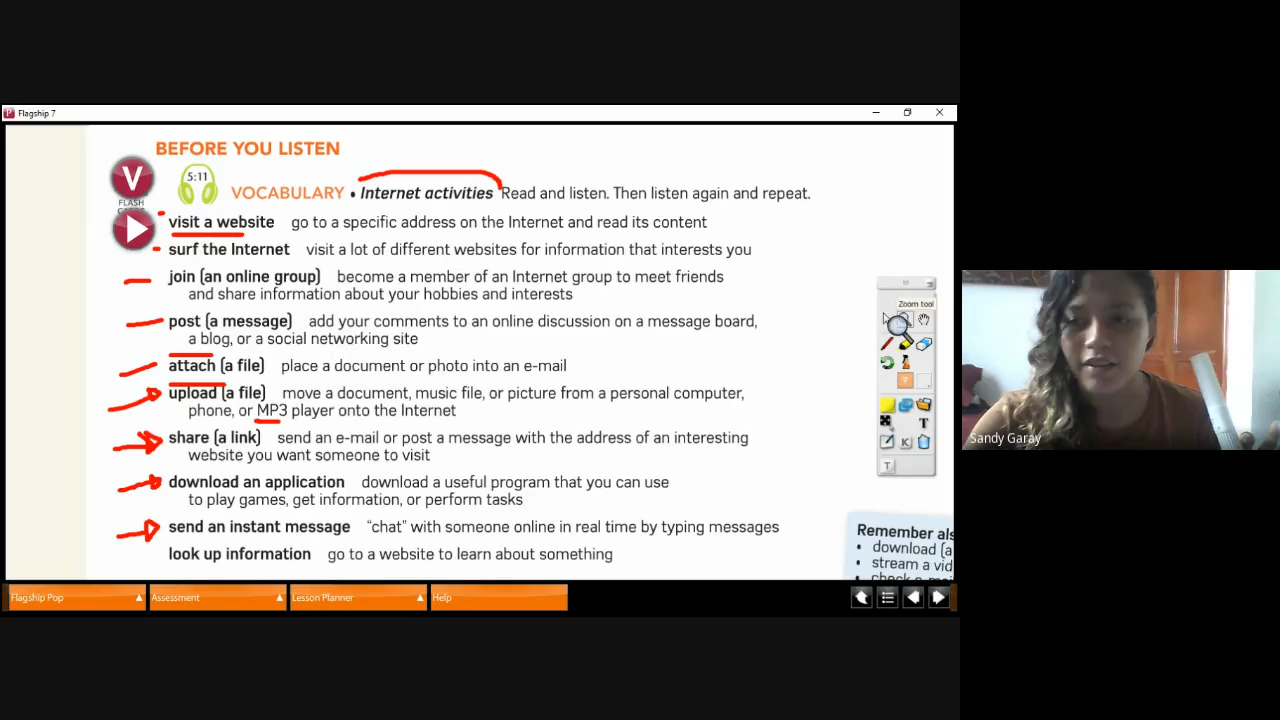 Flagship 7
BEFORE YOU LISTEN
V
FLASH
5:11
VOCABULARY • Internet activities Read and listen. Then listen again and repeat.
visit a website go to a specific address on the Internet and read its content
surf the Internet visit a lot of different websites for information that interests you
join (an online group) become a member of an Internet group to meet friends
and share information about your hobbies and interests
post (a message) add your comments to an online discussion on a message board,
a blog, or a social networking site
attach (a file) place a document or photo into an e-mail
upload (a file) move a document, music file, or picture from a personal computer,
phone, or MP3 player onto the Internet
share (a link) send an e-mail or post a message with the address of an interesting
website you want someone to visit
download an application download a useful program that you can use
to play games, get information, or perform tasks
send an instant message “chat” with someone online in real time by typing messages
look up information go to a website to learn about something
Zoom tool
T
K
T
Remember als
• download (a
• stream a vid
Flagship Pop
Assessment
Lesson Planner
Help
Sandy Garay